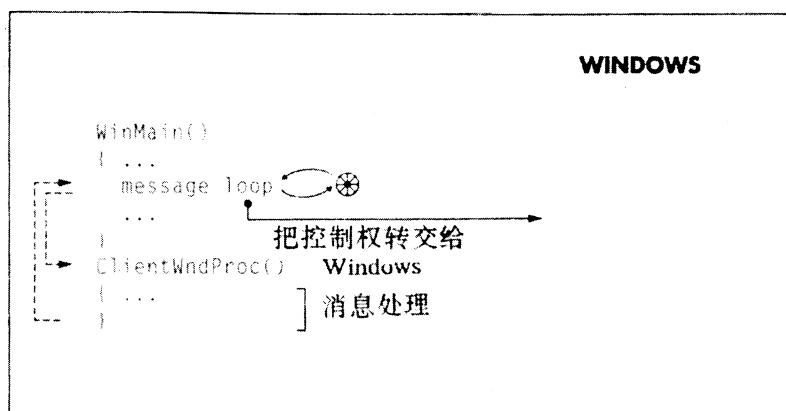 WINDOWS
WinMain()
{ ...
message loop
...
}
把控制权转交给
ClientWndProc() Windows
{ ...
消息处理
}